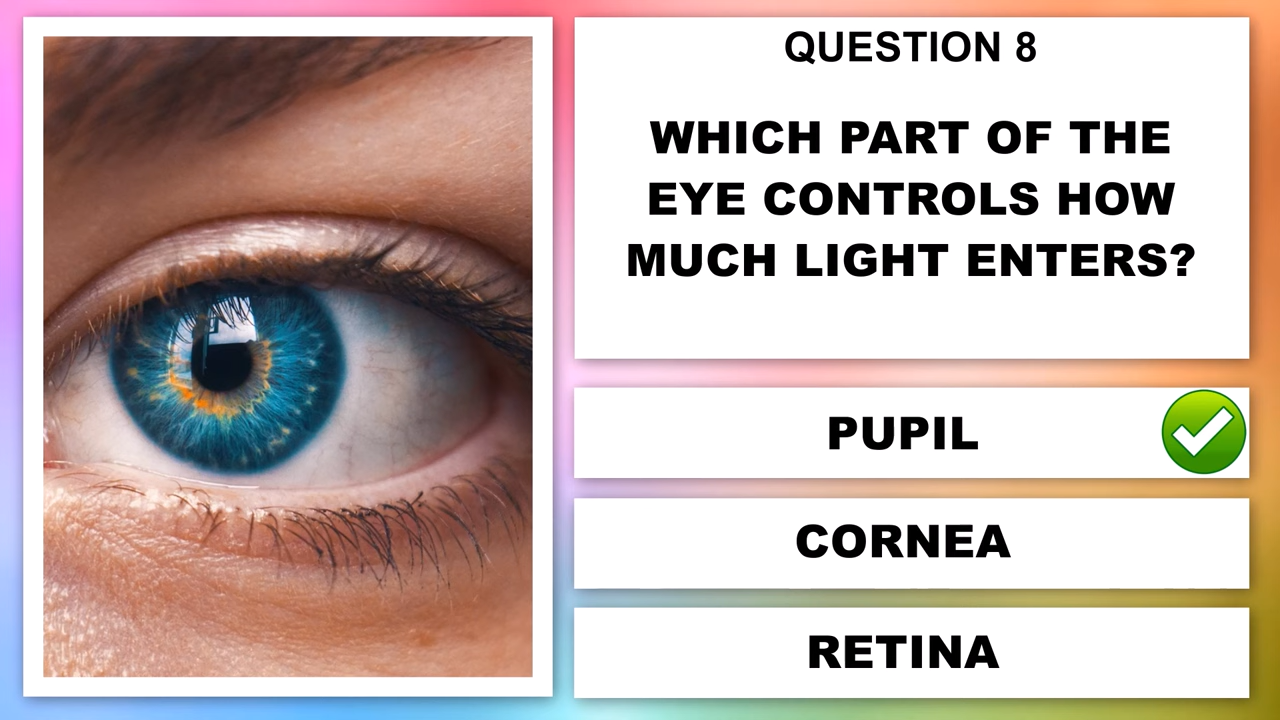 QUESTION 8
WHICH PART OF THE
EYE CONTROLS HOW
MUCH LIGHT ENTERS?
PUPIL
CORNEA
RETINA